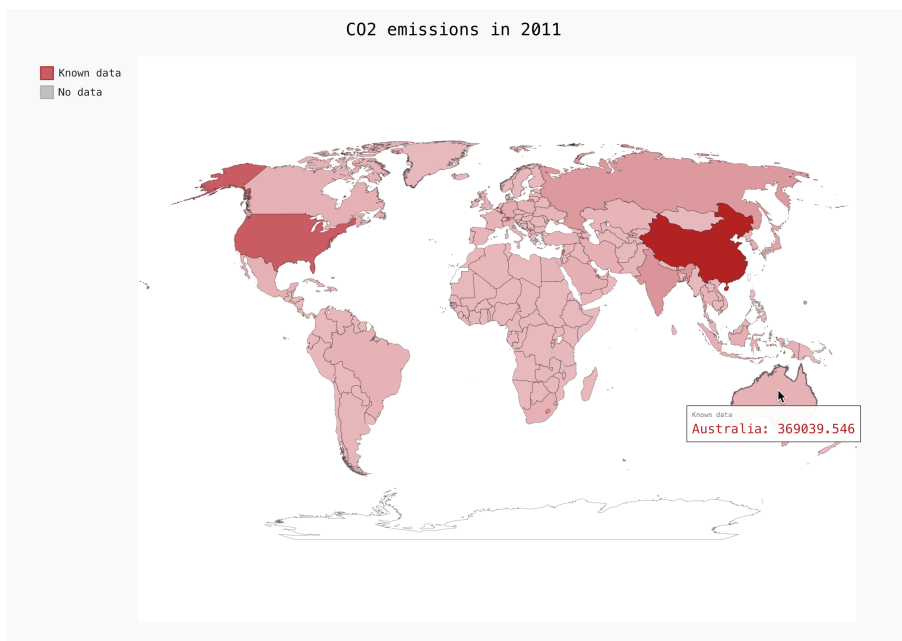 CO2 emissions in 2011
Known data
No data
Known data
Australia: 369039.546